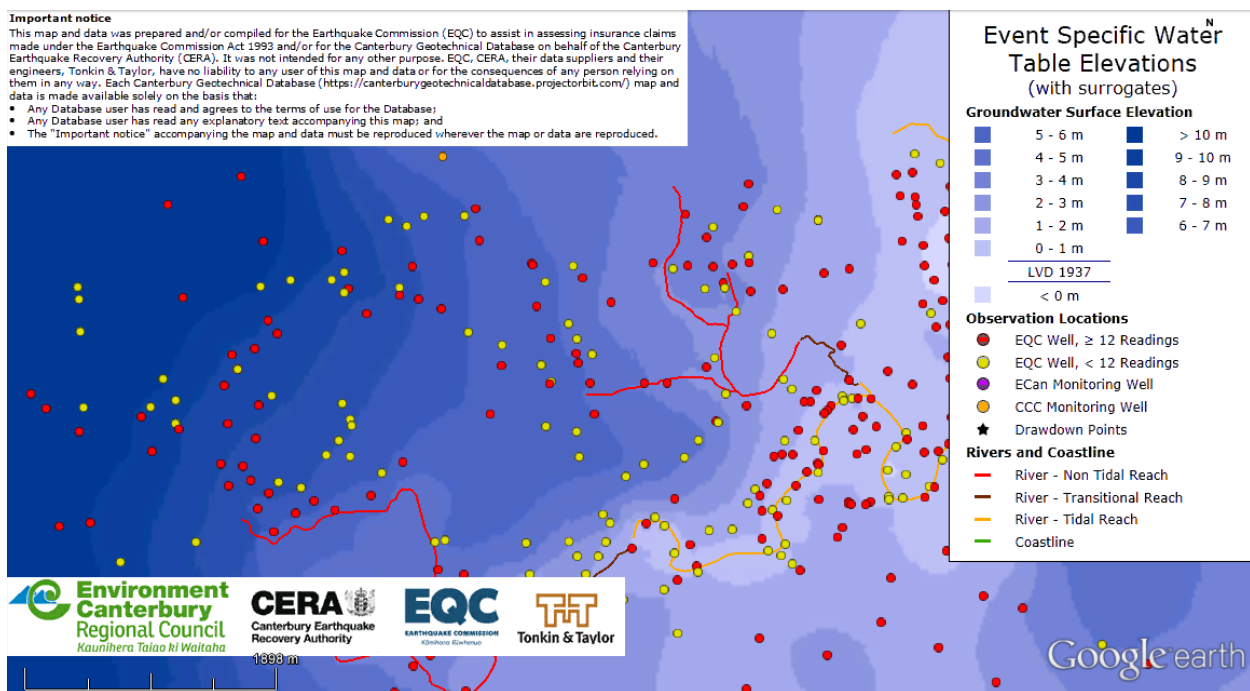 Important notice
This map and data was prepared and/or compiled for the Earthquake Commission (EQC) to assist in assessing insurance claims
made under the Earthquake Commission Act 1993 and/or for the Canterbury Geotechnical Database on behalf of the Canterbury
Earthquake Recovery Authority (CERA). It was not intended for any other purpose. EQC, CERA, their data suppliers and their
engineers, Tonkin & Taylor, have no liability to any user of this map and data or for the consequences of any person relying on
them in any way. Each Canterbury Geotechnical Database (https://canterburygeotechnicaldatabase.projectorbit.com/) map and
data is made available solely on the basis that:
• Any Database user has read and agrees to the terms of use for the Database;
• Any Database user has read any explanatory text accompanying this map; and
• The "Important notice" accompanying the map and data must be reproduced wherever the map or data are reproduced.
N
Event Specific Water
Table Elevations
(with surrogates)
Groundwater Surface Elevation
5 - 6 m > 10 m
4 - 5 m 9 - 10 m
3 - 4 m 8 - 9 m
2 - 3 m 7 - 8 m
1 - 2 m 6 - 7 m
0 - 1 m
LVD 1937
< 0 m
Observation Locations
EQC Well, ≥ 12 Readings
EQC Well, < 12 Readings
ECan Monitoring Well
CCC Monitoring Well
Drawdown Points
Rivers and Coastline
River - Non Tidal Reach
River - Transitional Reach
River - Tidal Reach
Coastline
Environment
Canterbury
Regional Council
Kaunihera Taiao ki Waitaha
CERA
Canterbury Earthquake
Recovery Authority
EQC
EARTHQUAKE COMMISSION
Kōmihana Rūwhenua
T+T
Tonkin & Taylor
1898 m
Google earth